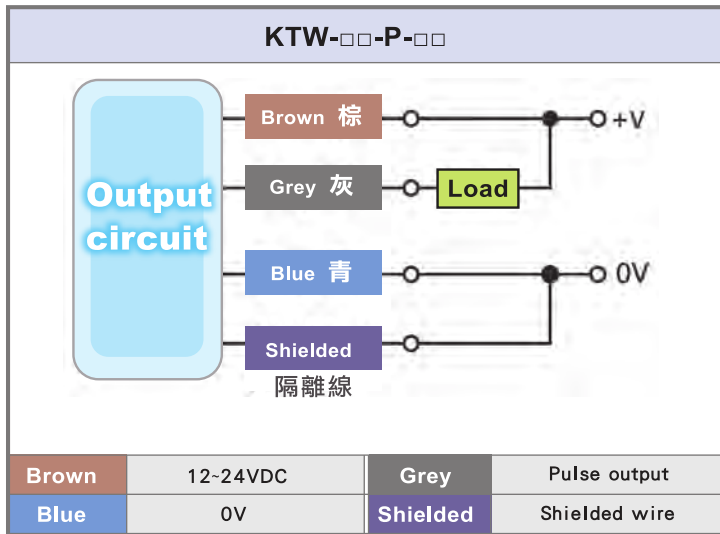 KTW-□□-P-□□
Brown 棕
+V
Grey 灰
Load
Output
circuit
Blue 青
0V
Shielded
隔離線
Brown 12~24VDC Grey Pulse output
Blue 0V Shielded Shielded wire